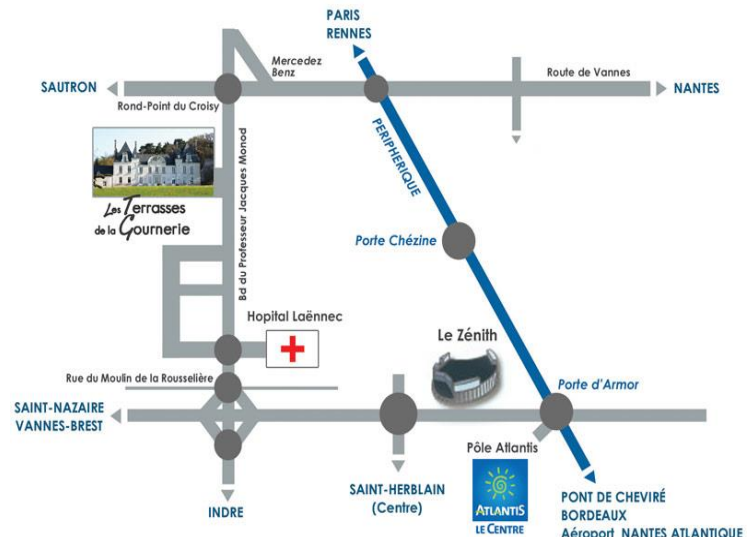 PARIS
RENNES
Mercedez
Benz
Route de Vannes
SAUTRON
NANTES
Rond-Point du Croisy
PERIPHERIQUE
Bd du Professeur Jacques Monod
Les Terrasses
de la Gournerie
Porte Chézine
Hopital Laënnec
Le Zénith
Rue du Moulin de la Rousselière
Porte d'Armor
SAINT-NAZAIRE
VANNES-BREST
Pôle Atlantis
ATLANTIS
LE CENTRE
SAINT-HERBLAIN
(Centre)
INDRE
PONT DE CHEVIRÉ
BORDEAUX
Aéroport NANTES ATLANTIQUE